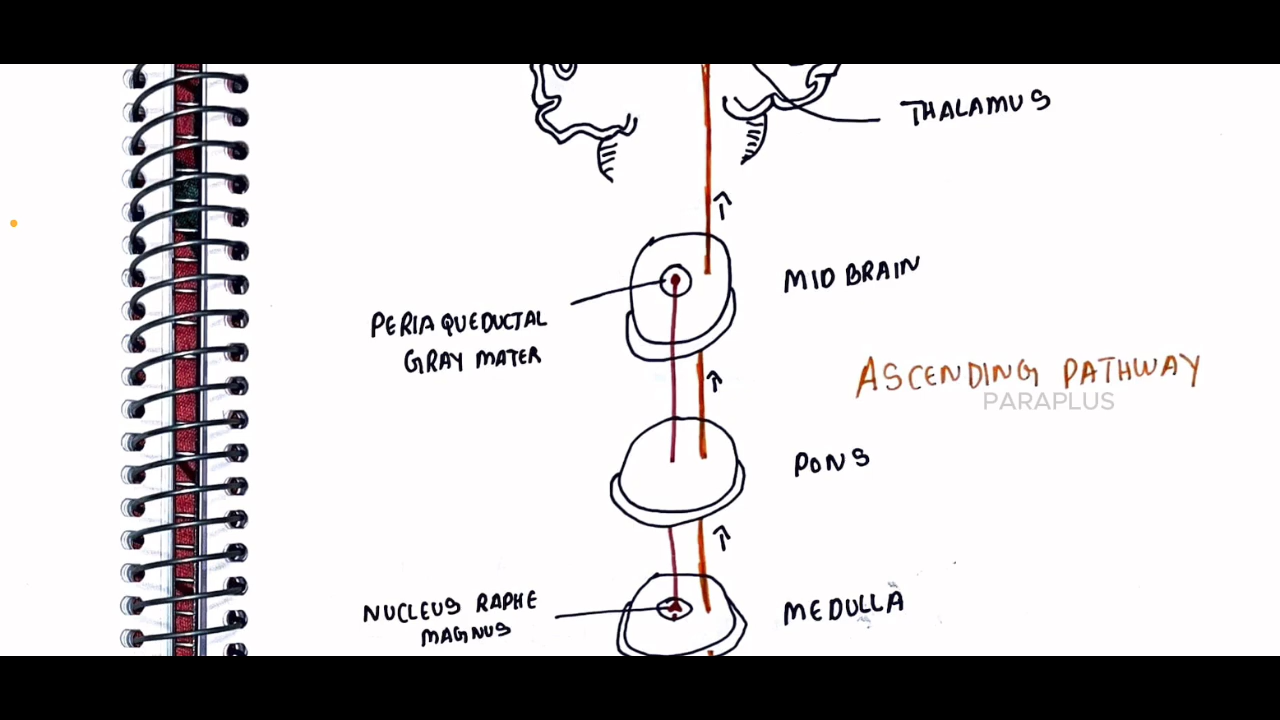 THALAMUS
MID BRAIN
PERIAQUEDUCTAL
GRAY MATER
ASCENDING PATHWAY
PARAPLUS
PONS
NUCLEUS RAPHE
MAGNUS
MEDULLA